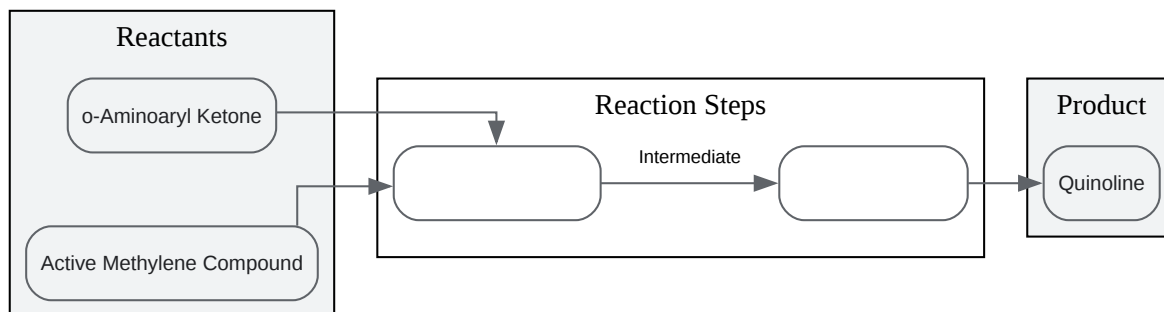 Reactants
o-Aminoaryl Ketone
Active Methylene Compound
Reaction Steps
Intermediate
Product
Quinoline